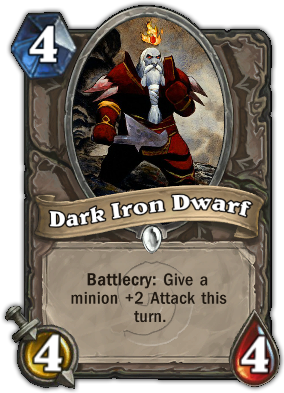 4
Dark Iron Dwarf
Battlecry: Give a
minion +2 Attack this
turn.
4
4